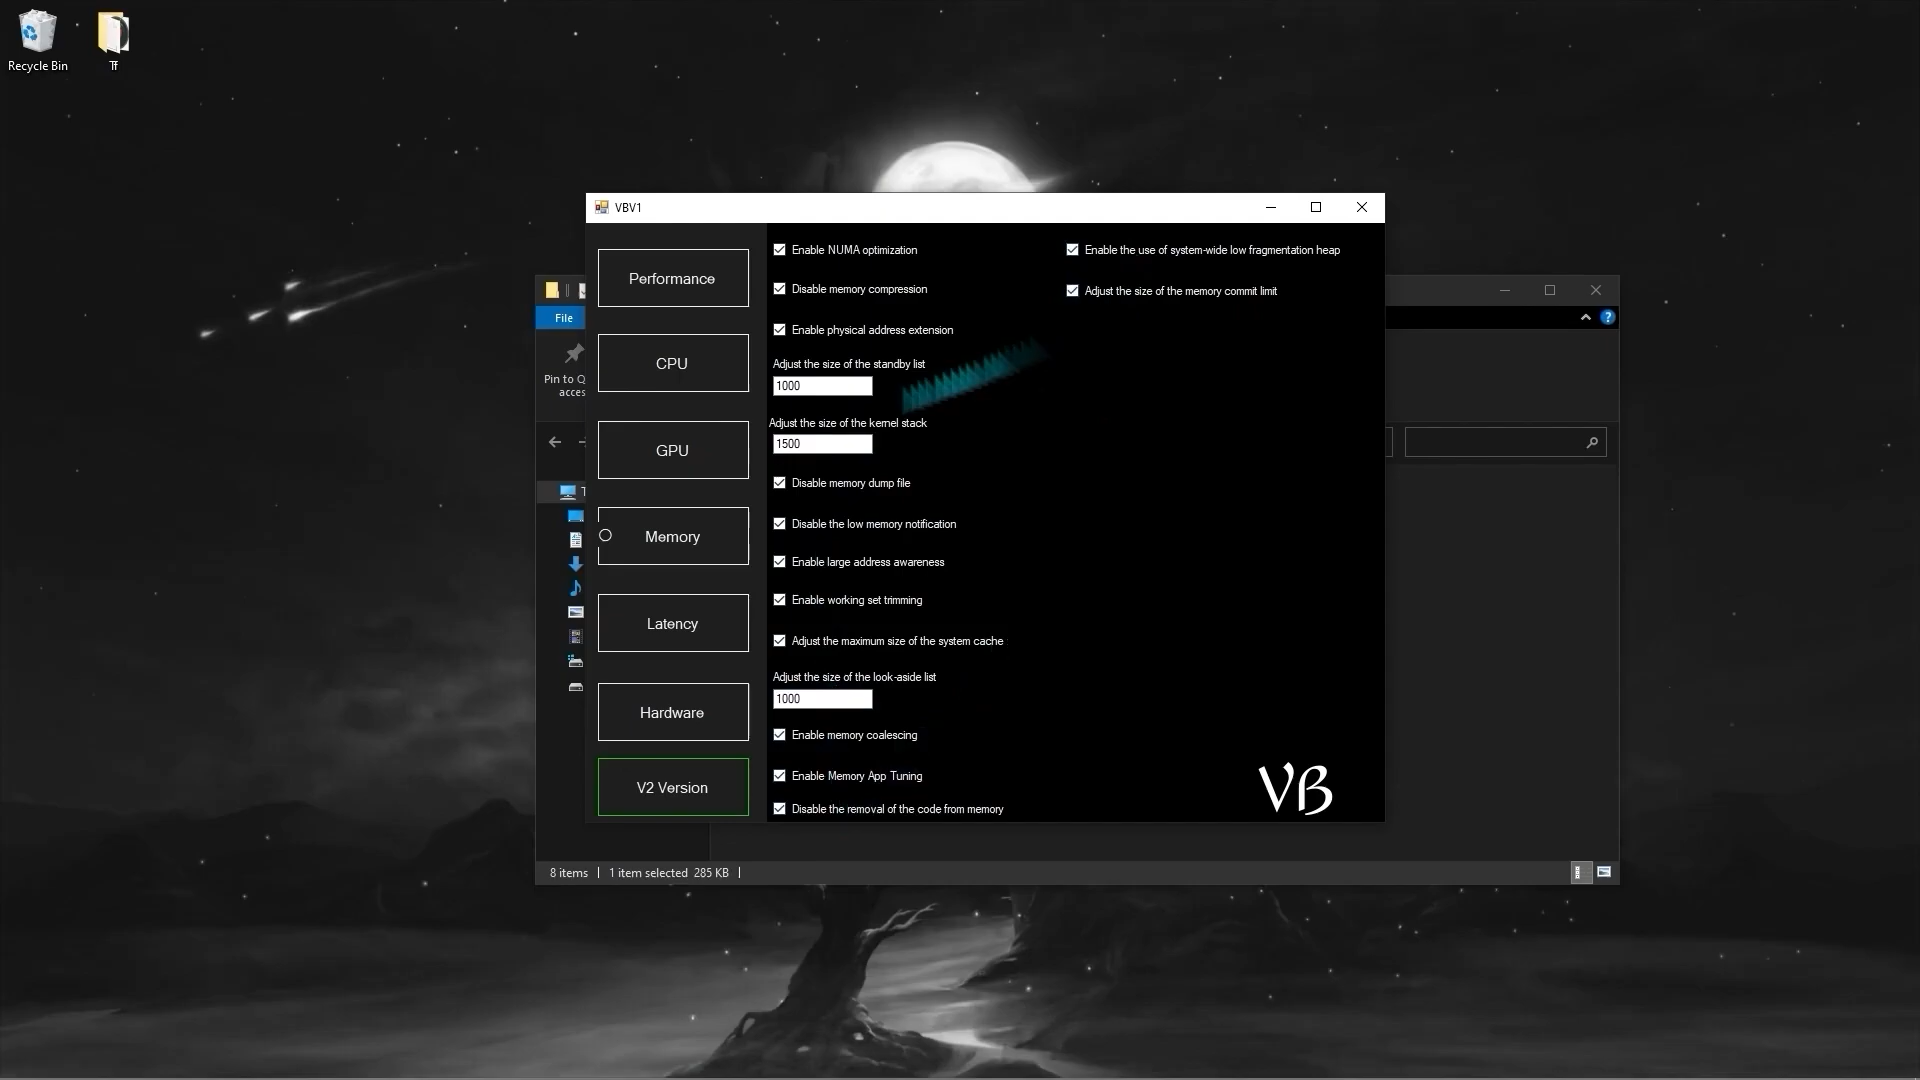 Recycle Bin
Tf
VBV1
File
Pin to Q
acces
Performance
CPU
GPU
Memory
Latency
Hardware
V2 Version
Enable NUMA optimization
Disable memory compression
Enable physical address extension
Adjust the size of the standby list
1000
Adjust the size of the kernel stack
1500
Disable memory dump file
Disable the low memory notification
Enable large address awareness
Enable working set trimming
Adjust the maximum size of the system cache
Adjust the size of the look-aside list
1000
Enable memory coalescing
Enable Memory App Tuning
Disable the removal of the code from memory
Enable the use of system-wide low fragmentation heap
Adjust the size of the memory commit limit
VB
8 items
1 item selected 285 KB